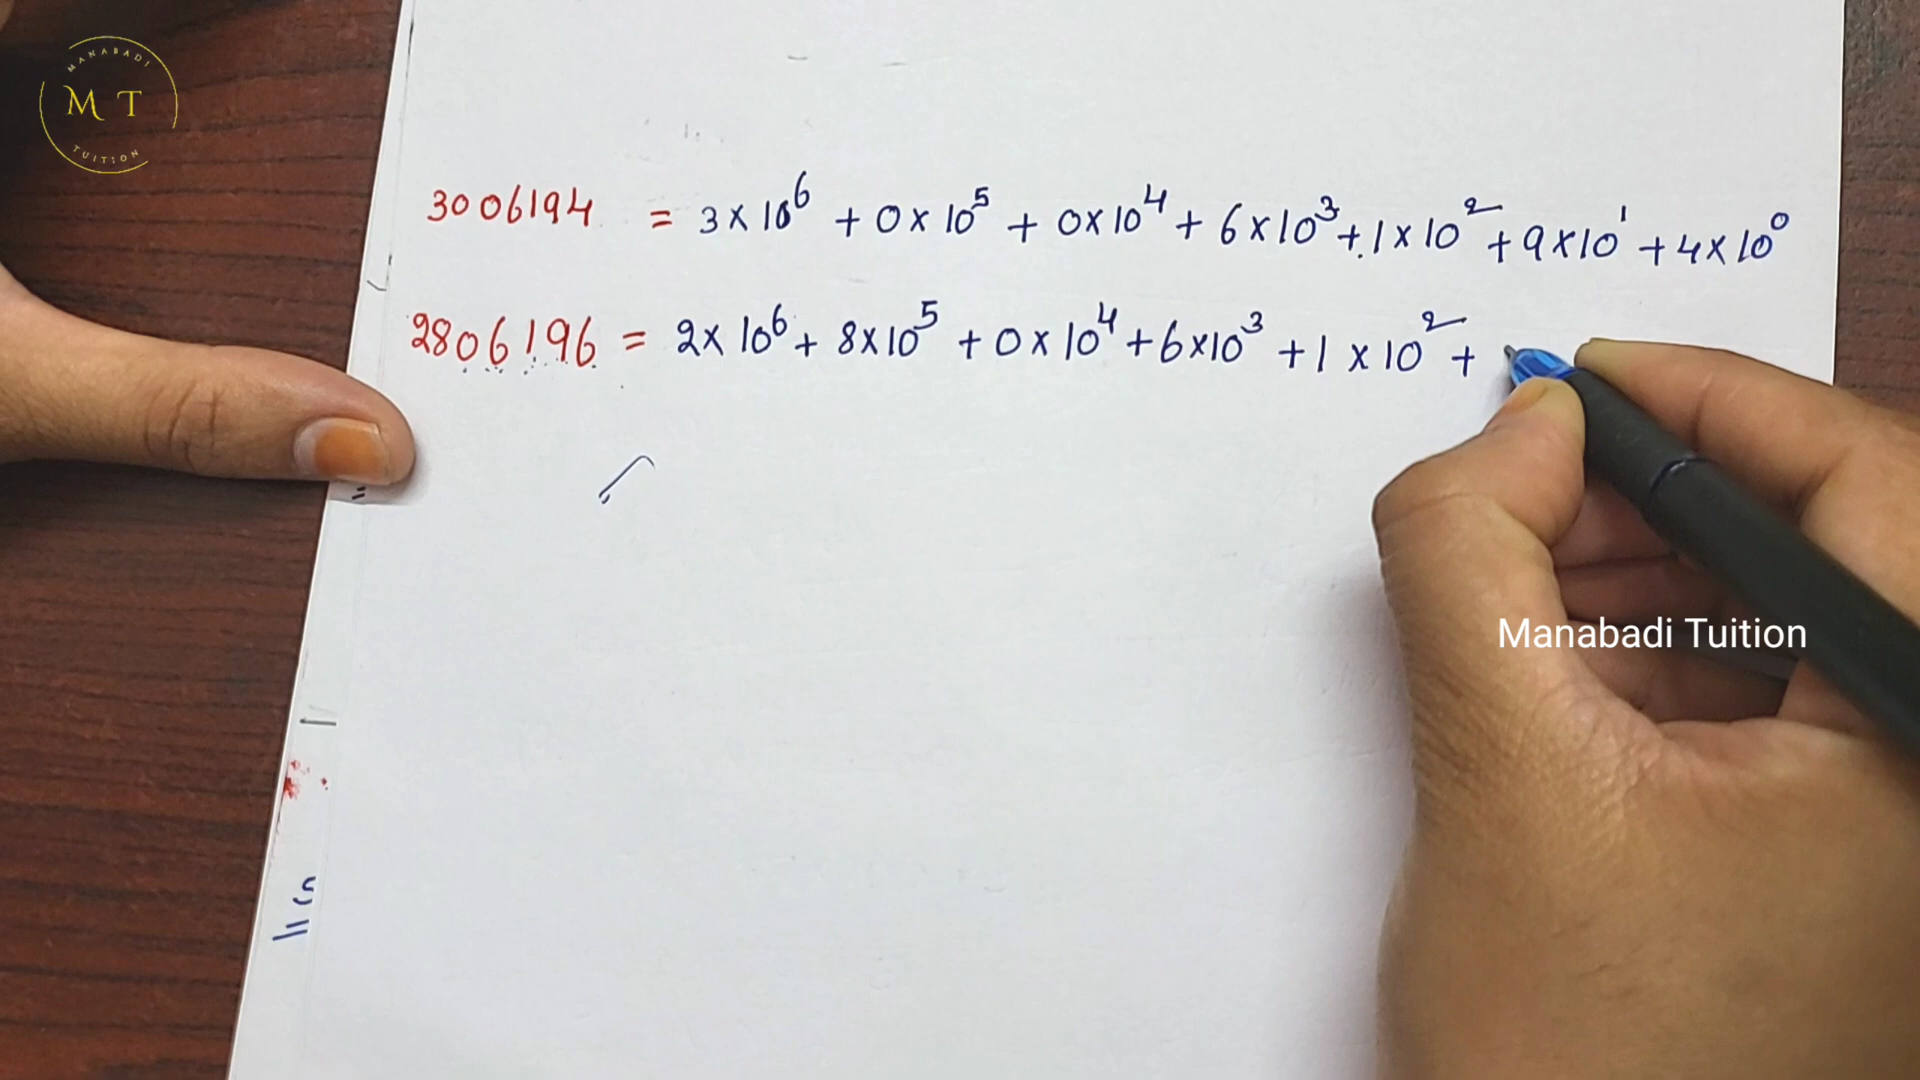 MANABADI
M T
TUITION
3006194 = 3 × 10⁶ + 0 × 10⁵ + 0 × 10⁴ + 6 × 10³ + 1 × 10² + 9 × 10¹ + 4 × 10⁰
2806196 = 2 × 10⁶ + 8 × 10⁵ + 0 × 10⁴ + 6 × 10³ + 1 × 10² +
Manabadi Tuition